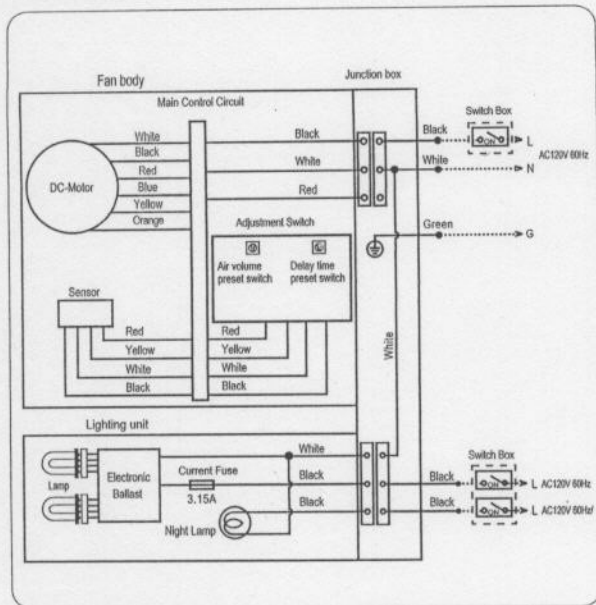 Junction box
Fan body
Main Control Circuit
Switch Box
White
Black
Black
Black
ON
L
AC120V 60Hz
Red
White
White
N
DC-Motor
Blue
Red
Yellow
Orange
Green
G
Adjustment Switch
Air volume
preset switch
Delay time
preset switch
Sensor
Red
Red
Yellow
Yellow
White
White
Black
Black
White
Lighting unit
White
Switch Box
Lamp
Electronic
Ballast
Current Fuse
3.15A
Black
Black
ON
L AC120V 60Hz
Night Lamp
Black
Black
ON
L AC120V 60Hz/